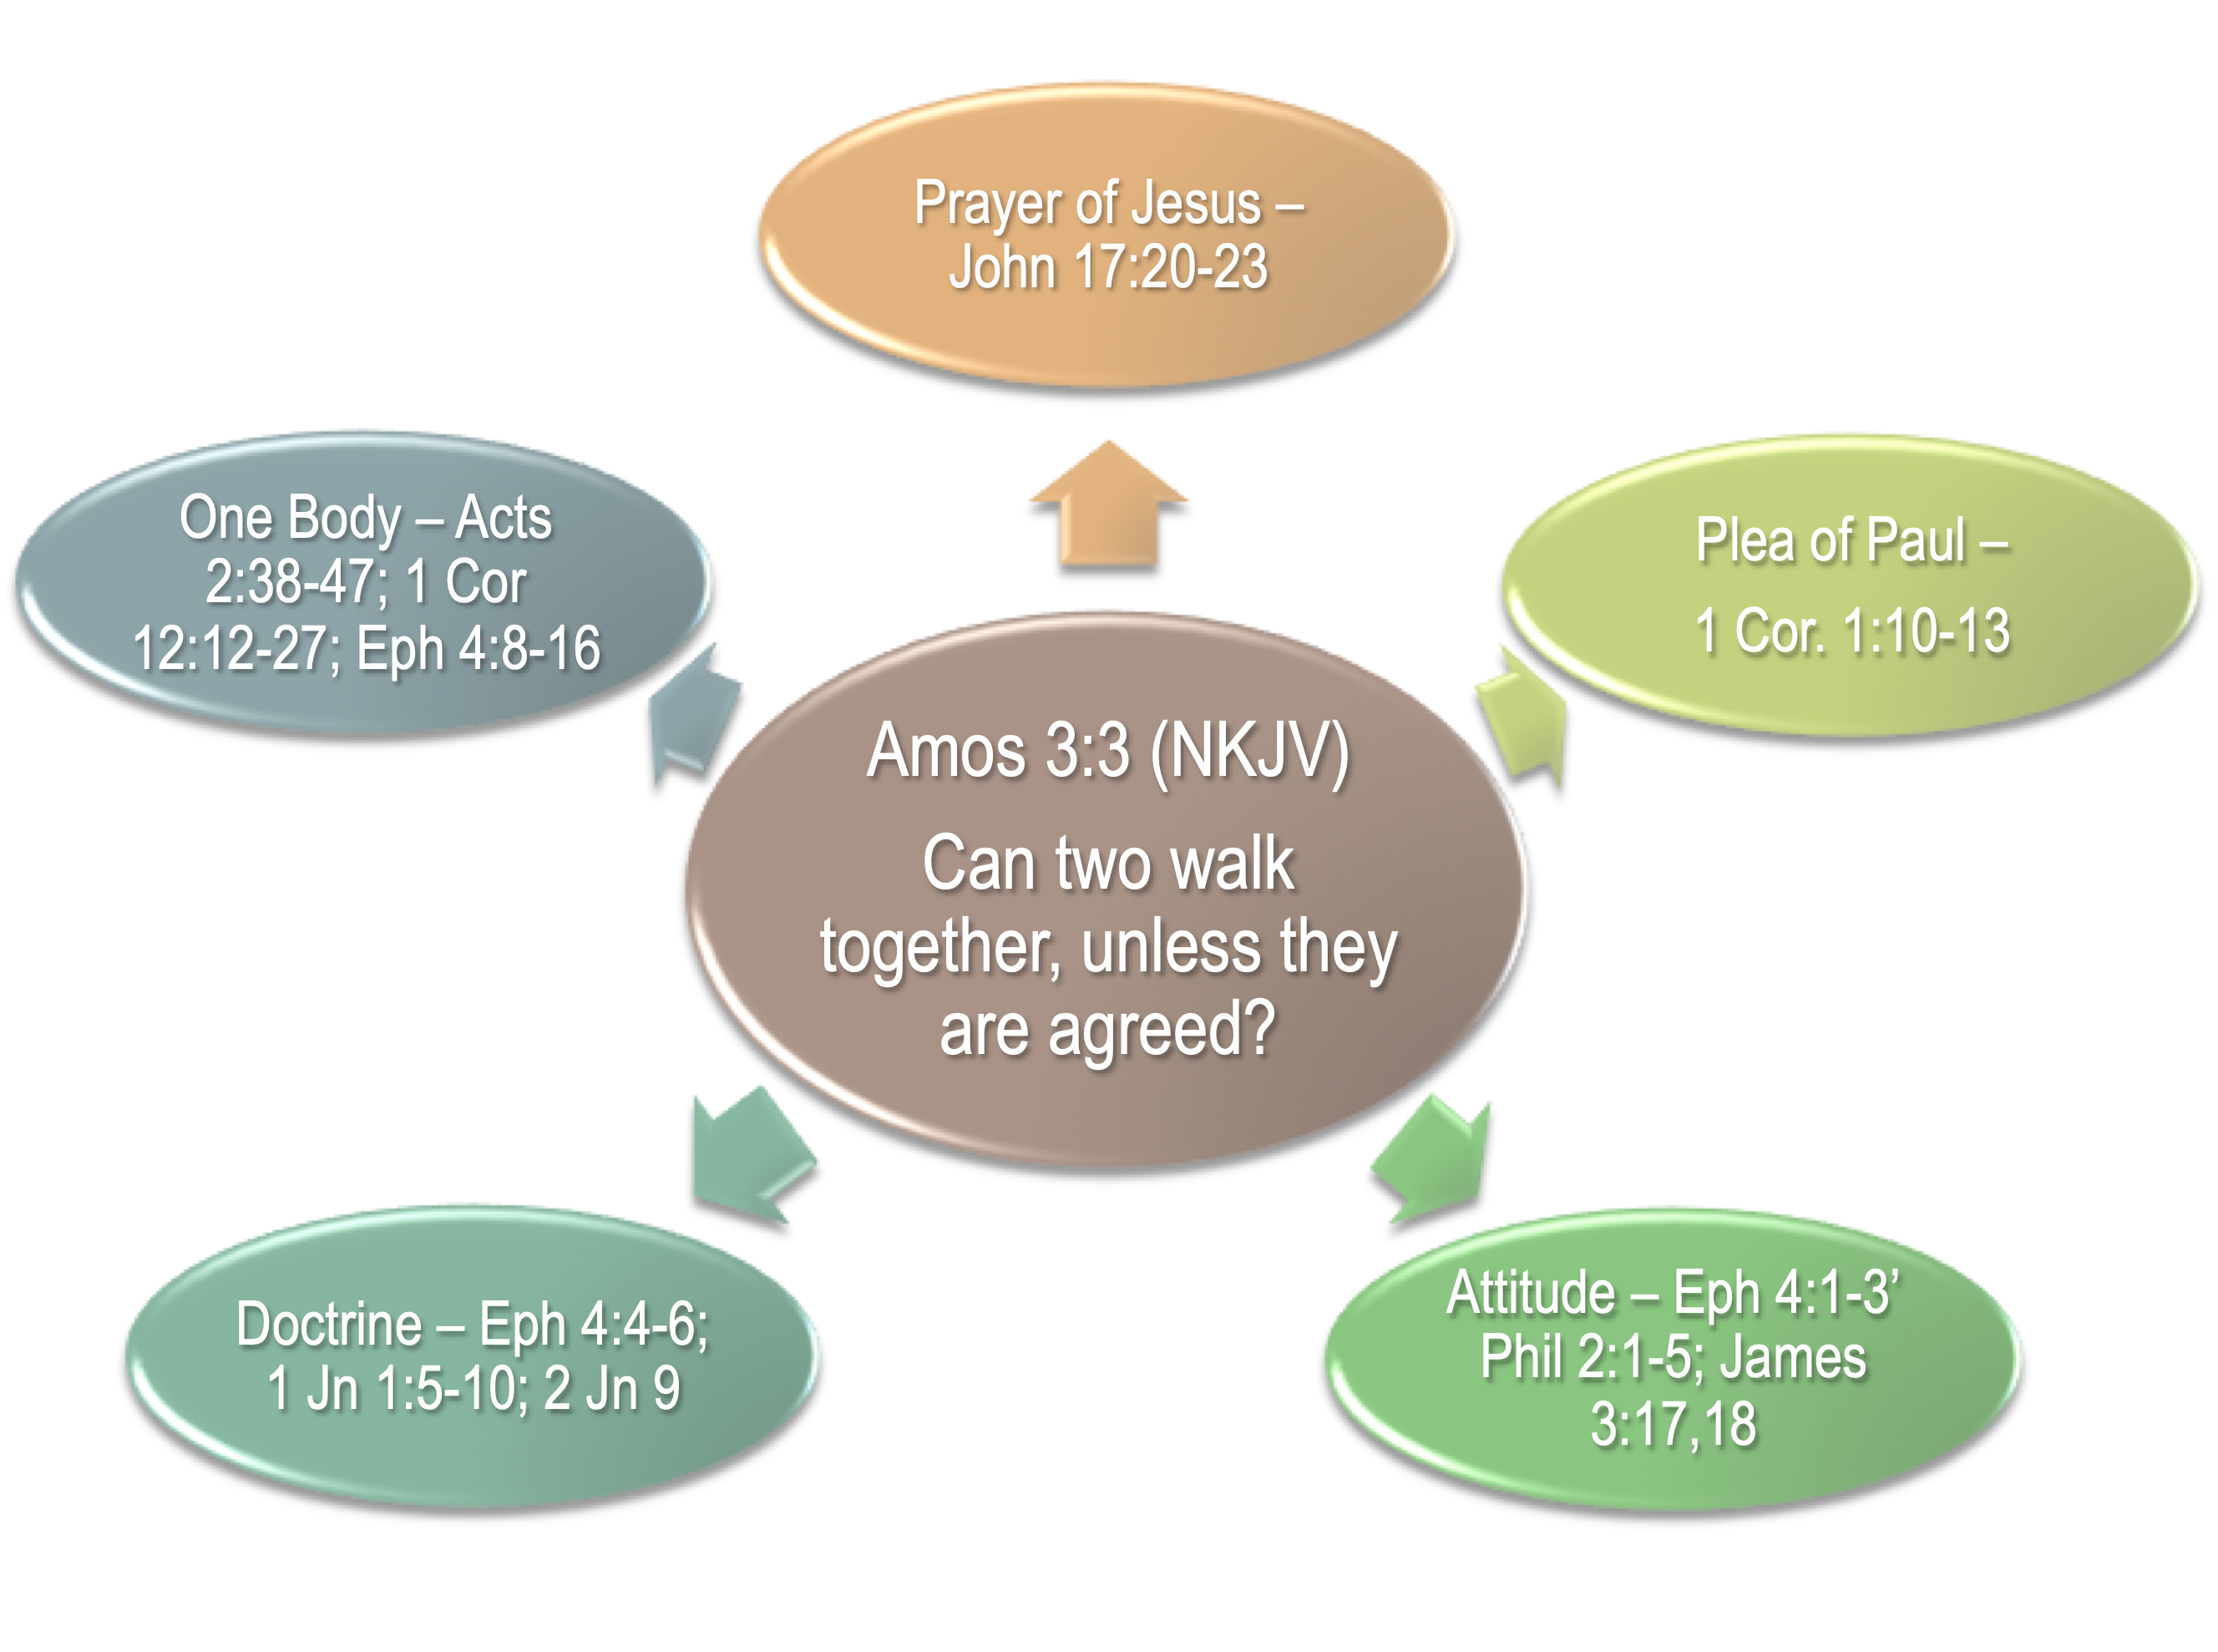 Prayer of Jesus –
John 17:20-23
One Body – Acts
2:38-47; 1 Cor
12:12-27; Eph 4:8-16
Plea of Paul –
1 Cor. 1:10-13
Amos 3:3 (NKJV)
Can two walk
together, unless they
are agreed?
Doctrine – Eph 4:4-6;
1 Jn 1:5-10; 2 Jn 9
Attitude – Eph 4:1-3’
Phil 2:1-5; James
3:17,18